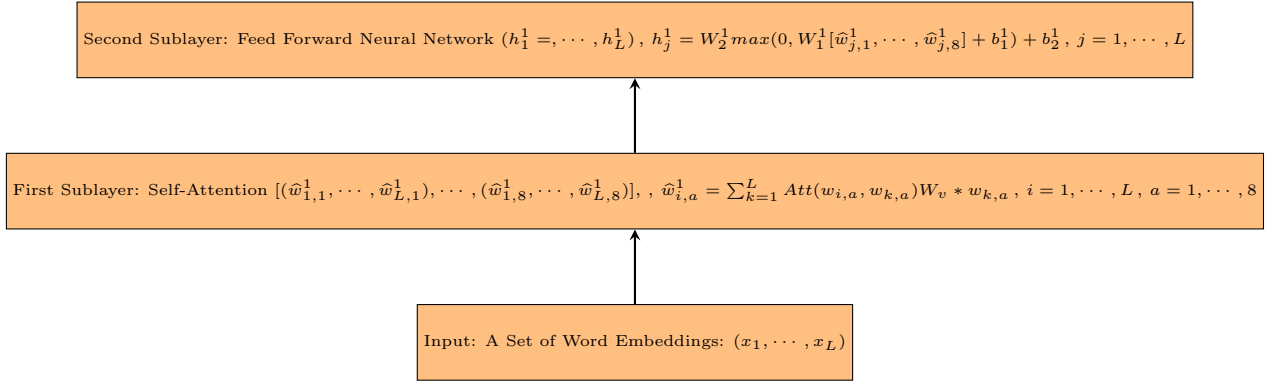 Second Sublayer: Feed Forward Neural Network $(h_1^1 =, \cdots, h_L^1)$, $h_j^1 = W_2^1 max(0, W_1^1[\widehat{w}_{j,1}^1, \cdots, \widehat{w}_{j,8}^1] + b_1^1) + b_2^1$, $j = 1, \cdots, L$
First Sublayer: Self-Attention $[(\widehat{w}_{1,1}^1, \cdots, \widehat{w}_{L,1}^1), \cdots, (\widehat{w}_{1,8}^1, \cdots, \widehat{w}_{L,8}^1)]$, , $\widehat{w}_{i,a}^1 = \sum_{k=1}^{L} Att(w_{i,a}, w_{k,a})W_v * w_{k,a}$, $i = 1, \cdots, L$, $a = 1, \cdots, 8$
Input: A Set of Word Embeddings: $(x_1, \cdots, x_L)$